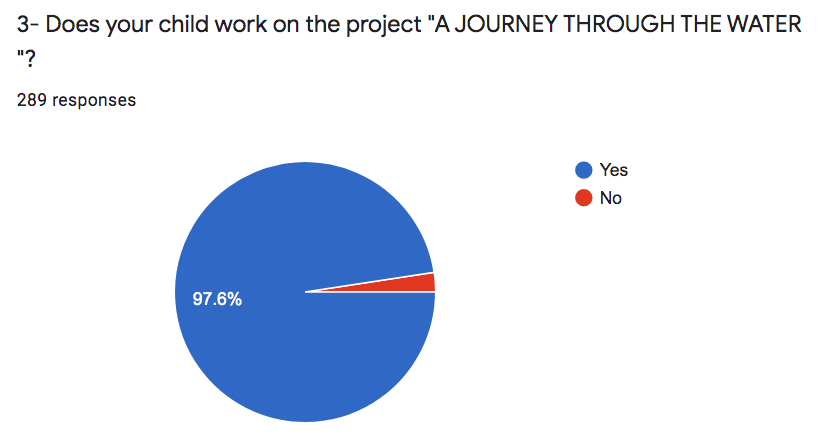 3- Does your child work on the project "A JOURNEY THROUGH THE WATER
"?
289 responses
Yes
No
97.6%